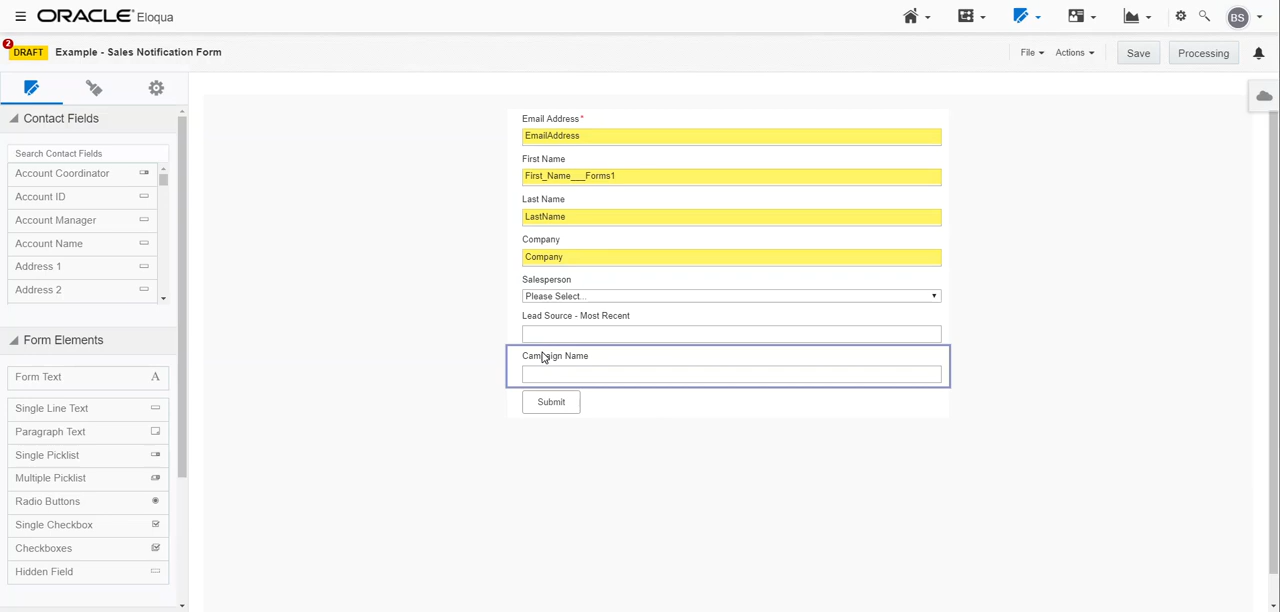 ORACLE Eloqua
BS
2
DRAFT
Example - Sales Notification Form
File
Actions
Save
Processing
Contact Fields
Search Contact Fields
Account Coordinator
Account ID
Account Manager
Account Name
Address 1
Address 2
Form Elements
Form Text
A
Single Line Text
Paragraph Text
Single Picklist
Multiple Picklist
Radio Buttons
Single Checkbox
Checkboxes
Hidden Field
Email Address*
EmailAddress
First Name
First_Name___Forms1
Last Name
LastName
Company
Company
Salesperson
Please Select...
Lead Source - Most Recent
Campaign Name
Submit